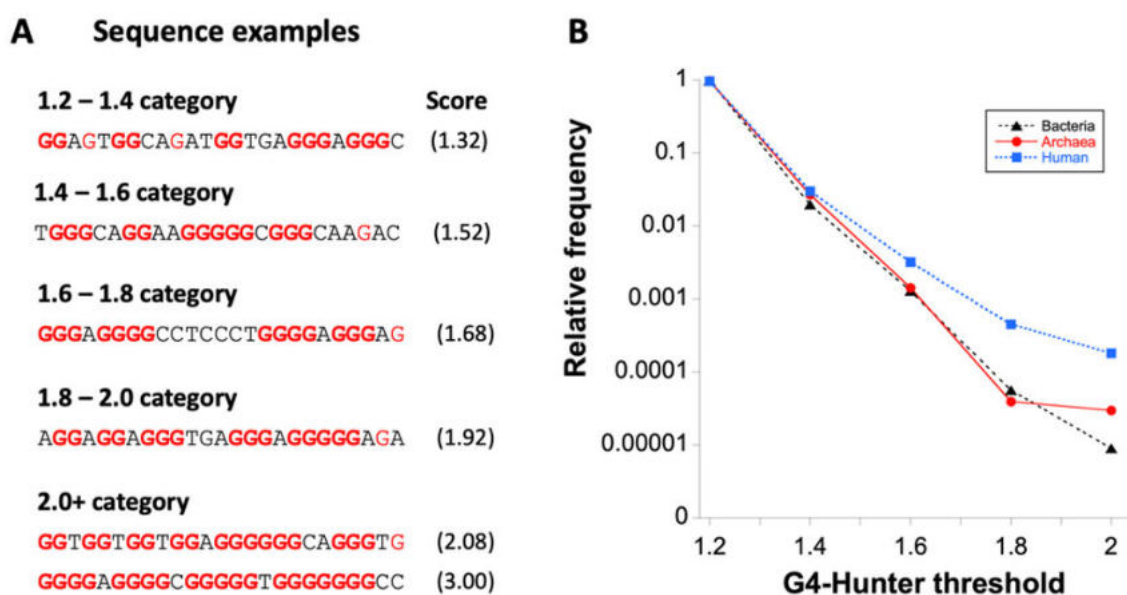 A Sequence examples
1.2 – 1.4 category Score
GGAGTGGCAGATGGTGAGGGAGGGC (1.32)
1.4 – 1.6 category
TGGGCAGGAAGGGGGCGGGCAAGAC (1.52)
1.6 – 1.8 category
GGGAGGGGCCTCCCTGGGGAGGGAG (1.68)
1.8 – 2.0 category
AGGAGGAGGGTGAGGGAGGGGGAGA (1.92)
2.0+ category
GGTGGTGGTGGAGGGGGGCAGGGTG (2.08)
GGGGAGGGGCGGGGGTGGGGGGGCC (3.00)
B
Relative frequency
1
0.1
0.01
0.001
0.0001
0.00001
0
Bacteria
Archaea
Human
1.2 1.4 1.6 1.8 2
G4-Hunter threshold